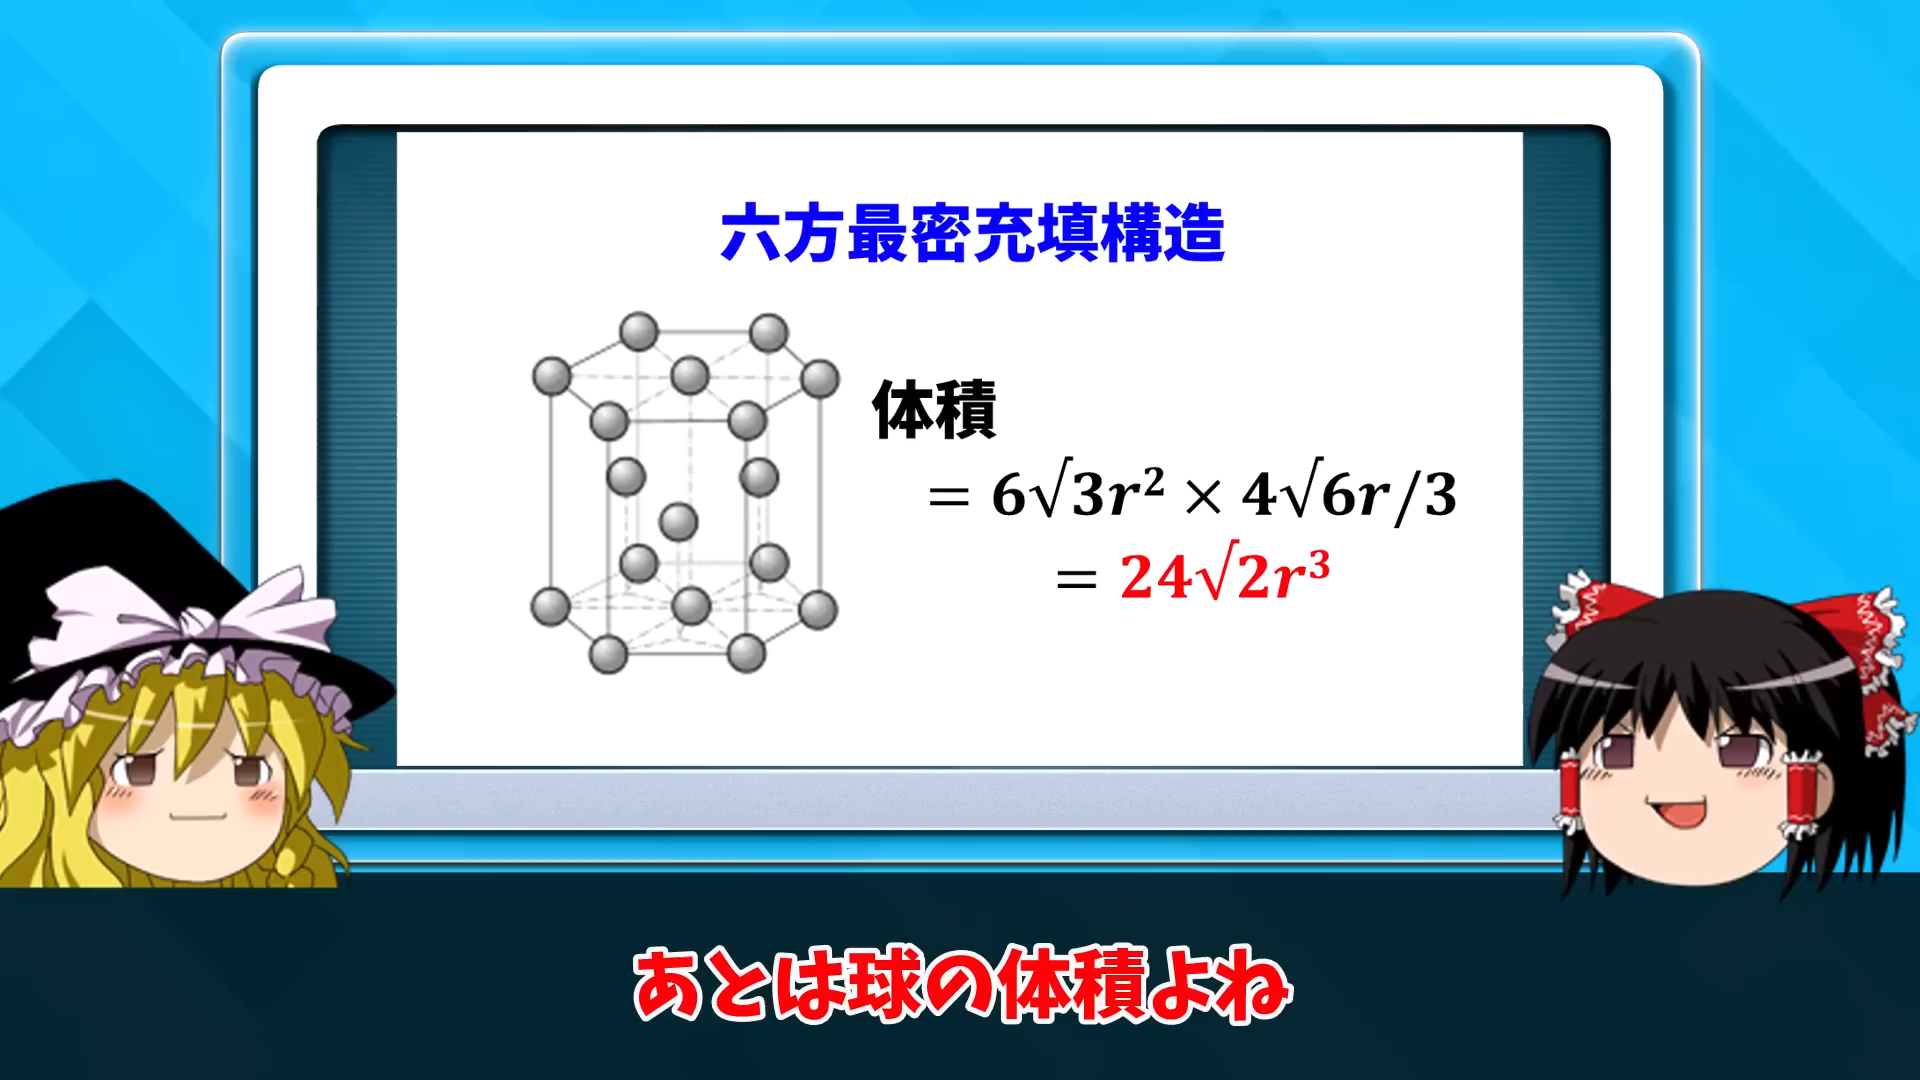 六方最密充填構造
体積
= 6√3r² × 4√6r/3
= 24√2r³
あとは球の体積よね